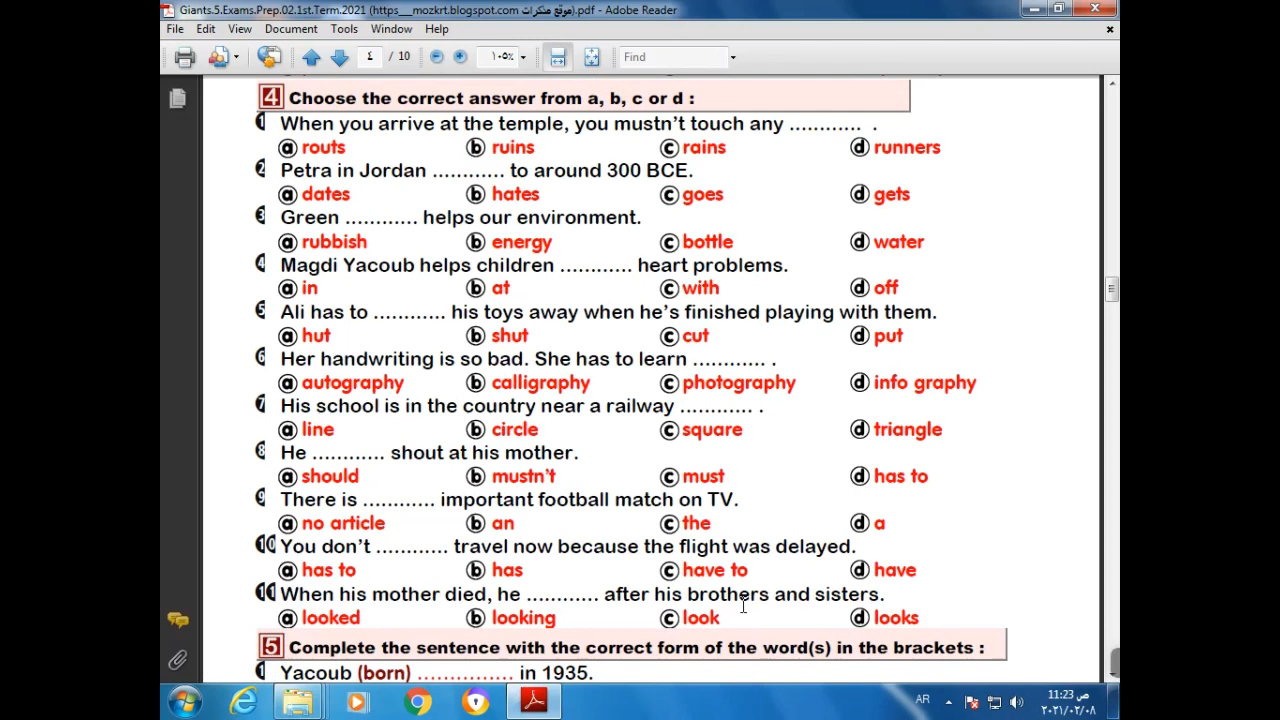 Giants.5.Exams.Prep.02.1st.Term.2021 (https___mozkrt.blogspot.com موقع مذكرات).pdf - Adobe Reader
File Edit View Document Tools Window Help
٤ / 10 ١٠٥% Find
4 Choose the correct answer from a, b, c or d :
1 When you arrive at the temple, you mustn't touch any ............ .
a routs b ruins c rains d runners
2 Petra in Jordan ............ to around 300 BCE.
a dates b hates c goes d gets
3 Green ............ helps our environment.
a rubbish b energy c bottle d water
4 Magdi Yacoub helps children ............ heart problems.
a in b at c with d off
5 Ali has to ............ his toys away when he's finished playing with them.
a hut b shut c cut d put
6 Her handwriting is so bad. She has to learn ............ .
a autography b calligraphy c photography d info graphy
7 His school is in the country near a railway ............ .
a line b circle c square d triangle
8 He ............ shout at his mother.
a should b mustn't c must d has to
9 There is ............ important football match on TV.
a no article b an c the d a
10 You don't ............ travel now because the flight was delayed.
a has to b has c have to d have
11 When his mother died, he ............ after his brothers and sisters.
a looked b looking c look d looks
5 Complete the sentence with the correct form of the word(s) in the brackets :
1 Yacoub (born) ............... in 1935.
AR 11:23 ص
٢٠٢١/٠٢/٠٨